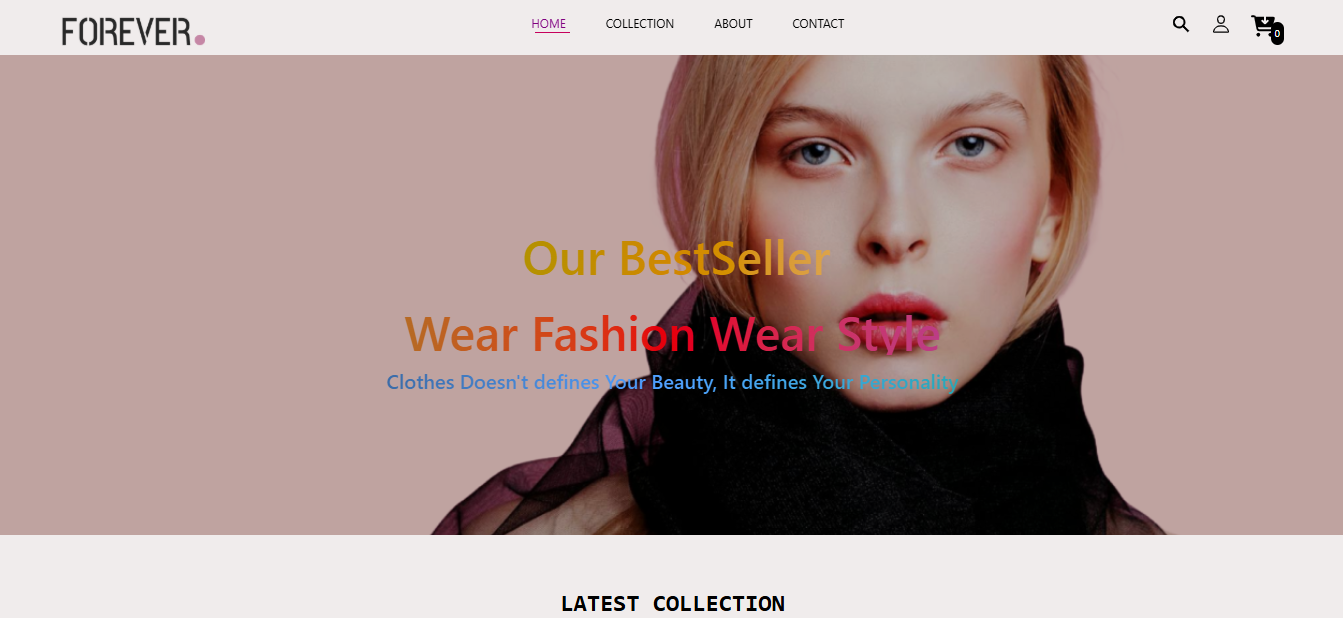 FOREVER.
HOME COLLECTION ABOUT CONTACT
0
Our BestSeller
Wear Fashion Wear Style
Clothes Doesn't defines Your Beauty, It defines Your Personality
LATEST COLLECTION